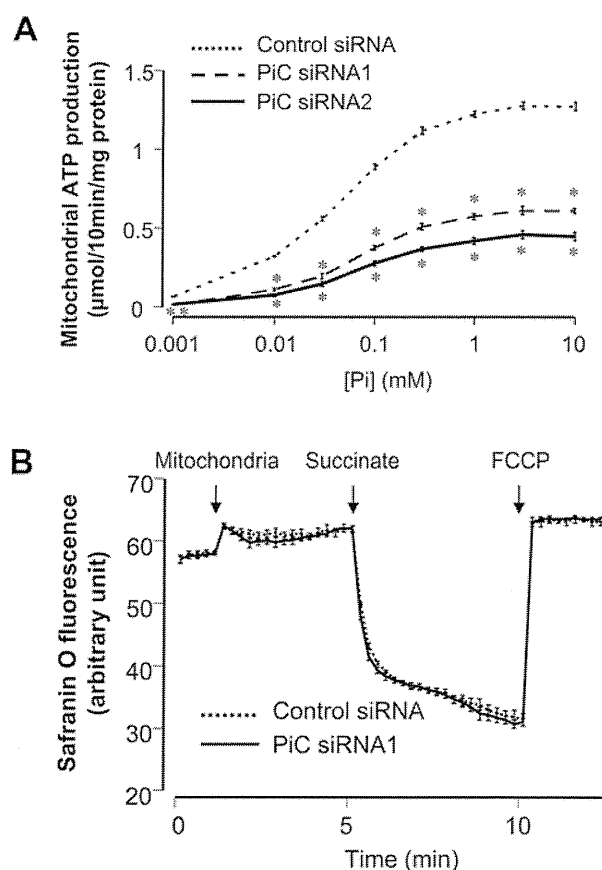 A
Control siRNA
PiC siRNA1
PiC siRNA2
Mitochondrial ATP production
(µmol/10min/mg protein)
1.5
1
0.5
0
* * * * * * *
* * * * * * *
**
0.001 0.01 0.1 1 10
[Pi] (mM)
B
Mitochondria Succinate FCCP
Safranin O fluorescence
(arbitrary unit)
70
60
50
40
30
20
Control siRNA
PiC siRNA1
0 5 10
Time (min)